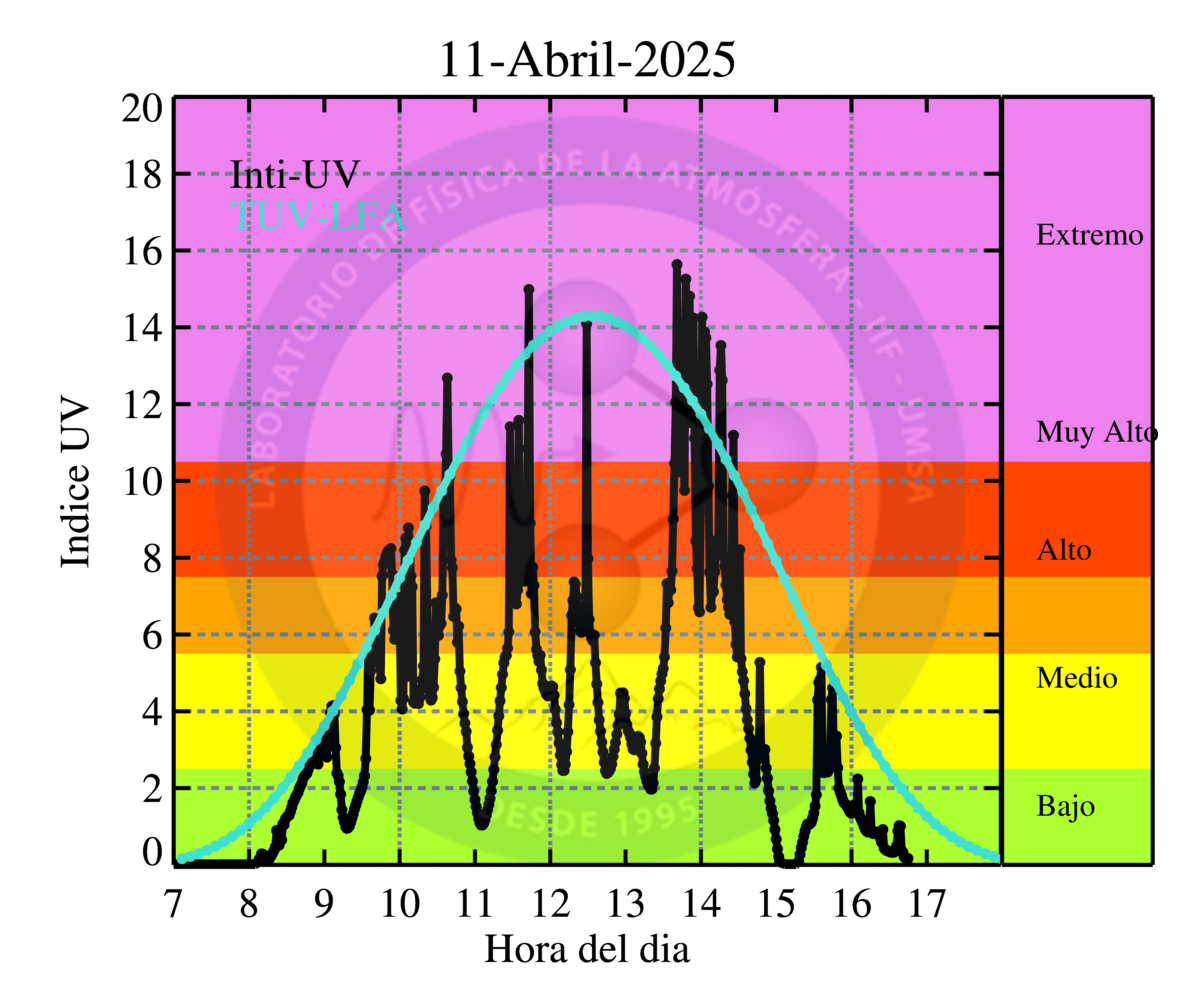 11-Abril-2025
20
18
16
14
12
10
8
6
4
2
0
Indice UV
Inti-UV
TUV-LFA
LABORATORIO DE FÍSICA DE LA ATMÓSFERA - IIF - UMSA
DESDE 1995
Extremo
Muy Alto
Alto
Medio
Bajo
7 8 9 10 11 12 13 14 15 16 17
Hora del dia